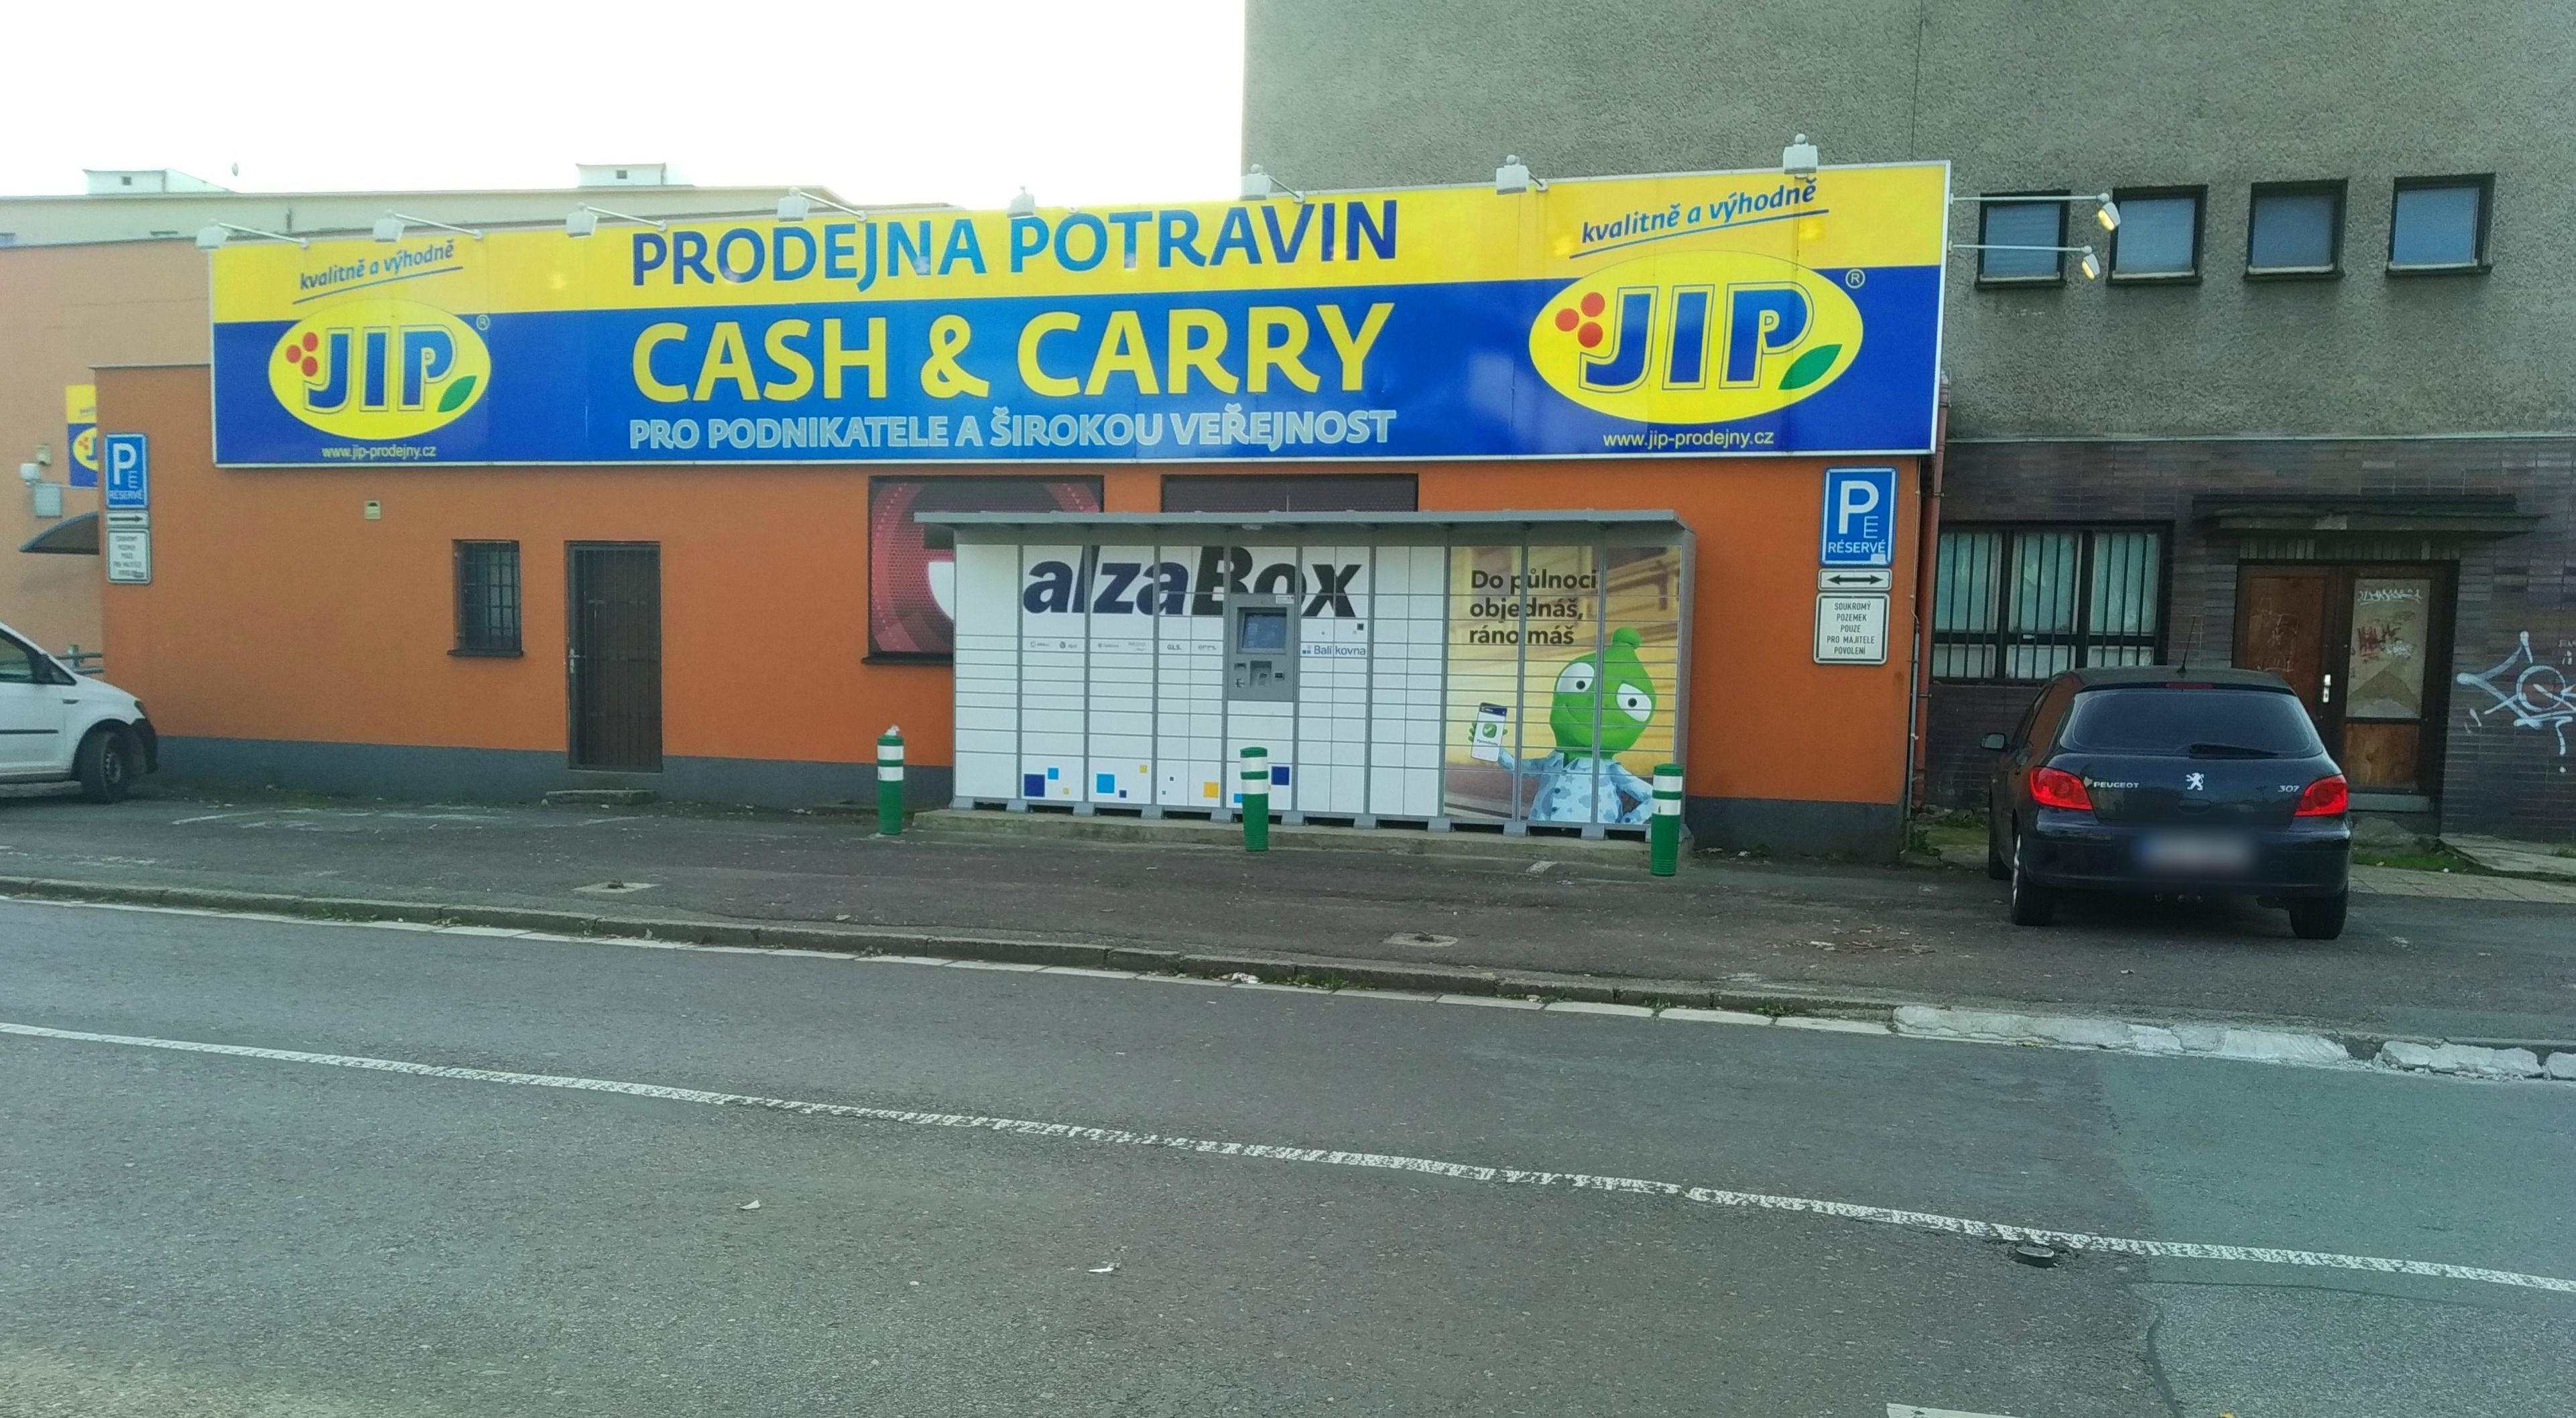 kvalitně a výhodně
JIP
®
www.jip-prodejny.cz
PRODEJNA POTRAVIN
CASH & CARRY
PRO PODNIKATELE A ŠIROKOU VEŘEJNOST
kvalitně a výhodně
JIP
®
www.jip-prodejny.cz
P
E
RÉSERVÉ
P
E
RÉSERVÉ
SOUKROMÝ
POZEMEK
POUZE
PRO MAJITELE
POVOLENÍ
alzaBox
GLS.
Balíkovna
Do půlnoci
objednáš,
ráno máš
PEUGEOT
307